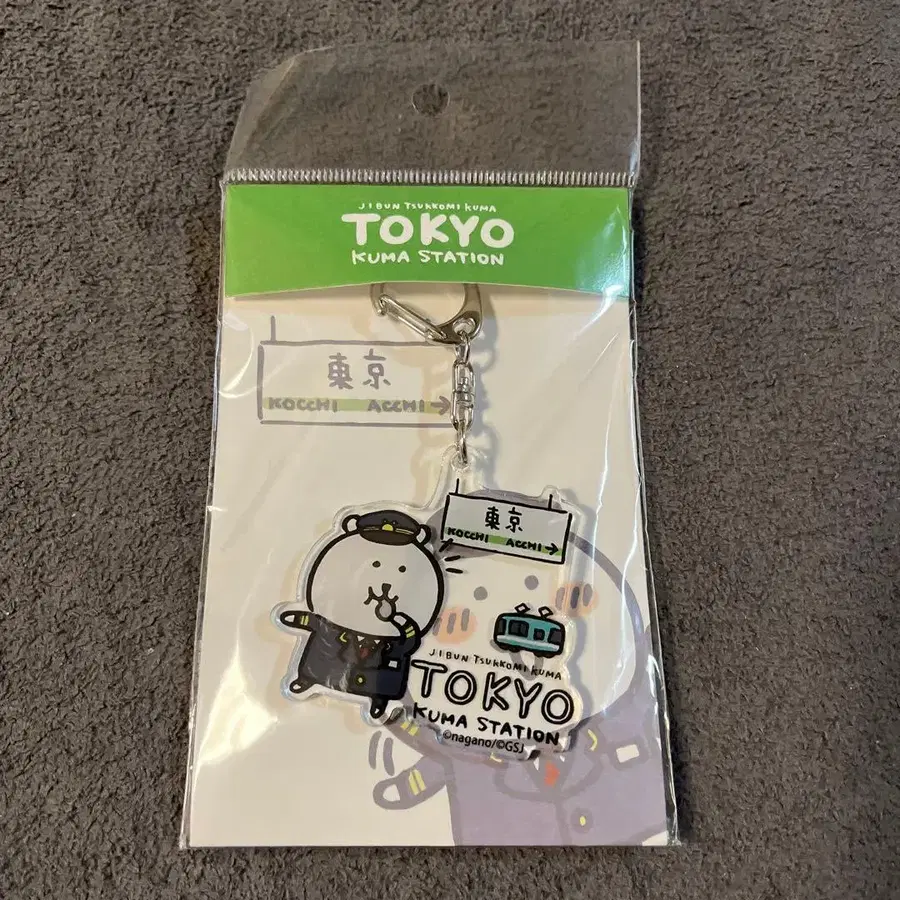 JIBUN TSUKKOMI KUMA
TOKYO
KUMA STATION
東京
KOCCHI ACCHI →
東京
KOCCHI ACCHI →
JIBUN TSUKKOMI KUMA
TOKYO
KUMA STATION
©nagano/©GSJ